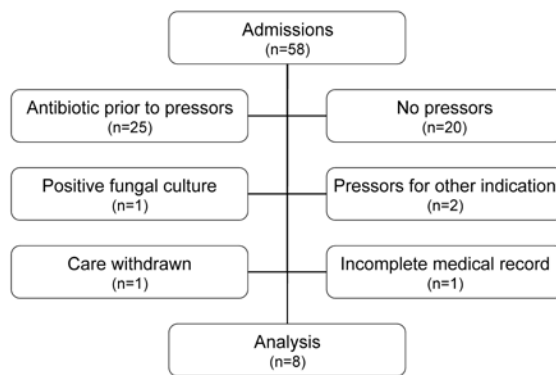 Admissions
(n=58)
Antibiotic prior to pressors
(n=25)
No pressors
(n=20)
Positive fungal culture
(n=1)
Pressors for other indication
(n=2)
Care withdrawn
(n=1)
Incomplete medical record
(n=1)
Analysis
(n=8)